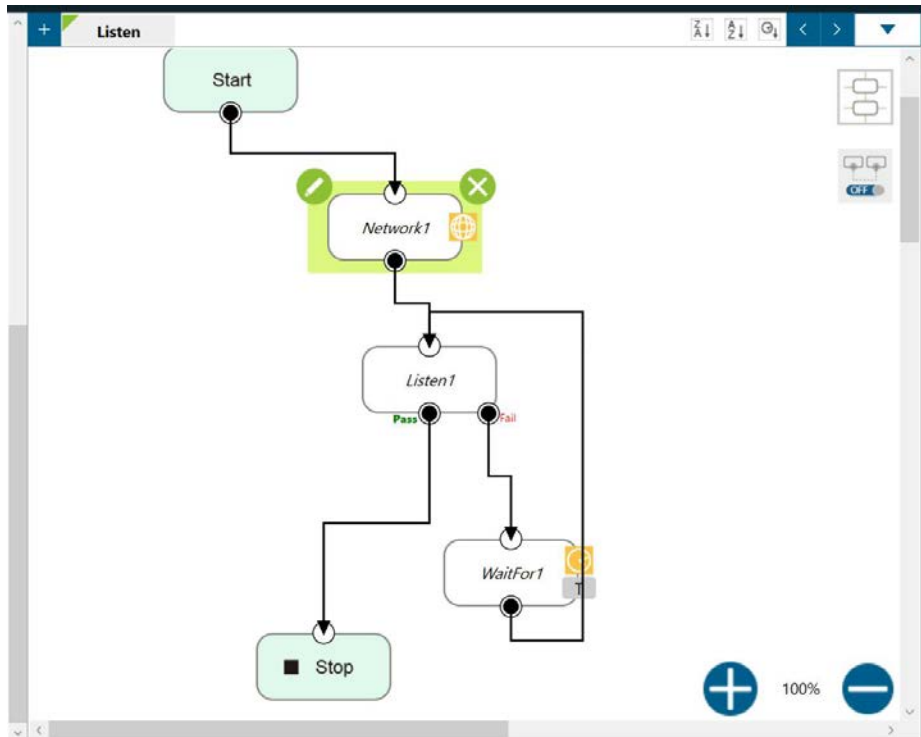 + Listen
Z
A
A
Z
Start
Network1
OFF
Listen1
Pass
Fail
WaitFor1
T
Stop
100%